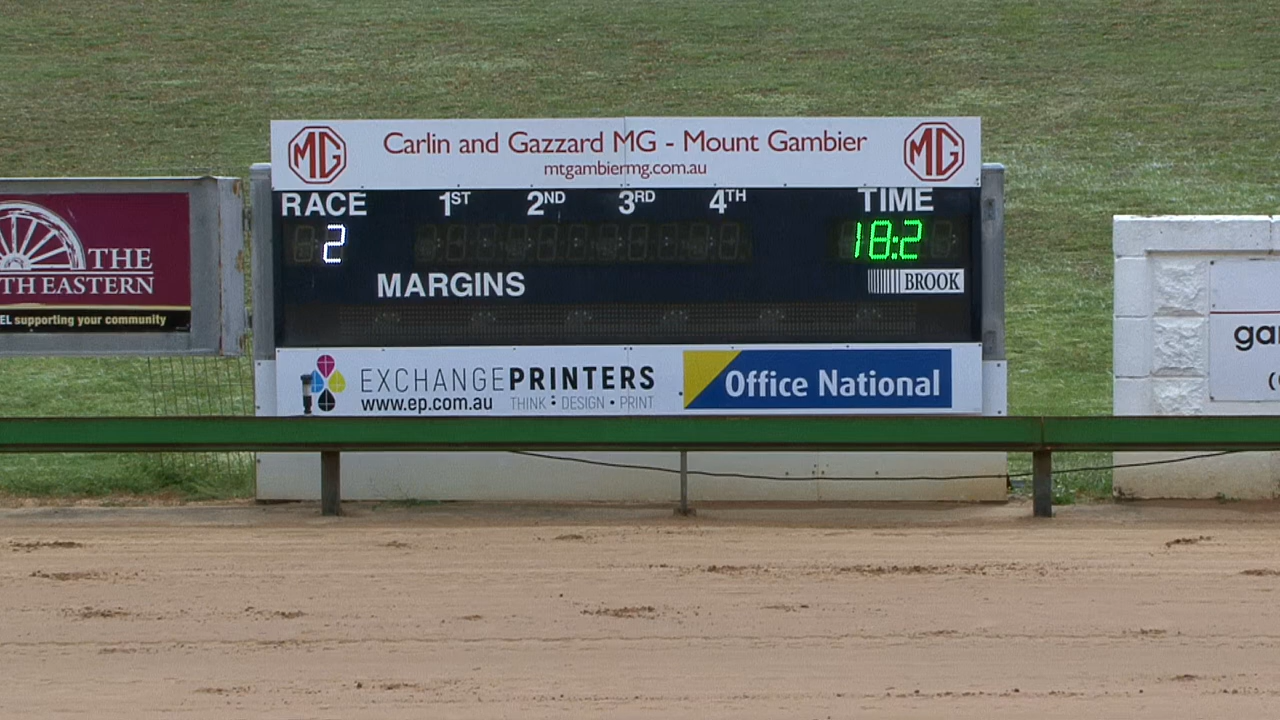 MG Carlin and Gazzard MG - Mount Gambier MG
mtgambiermg.com.au
RACE 1ST 2ND 3RD 4TH TIME
2 18:2
MARGINS BROOK
THE
TH EASTERN
EL supporting your community
EXCHANGEPRINTERS
www.ep.com.au THINK • DESIGN • PRINT
Office National
ga